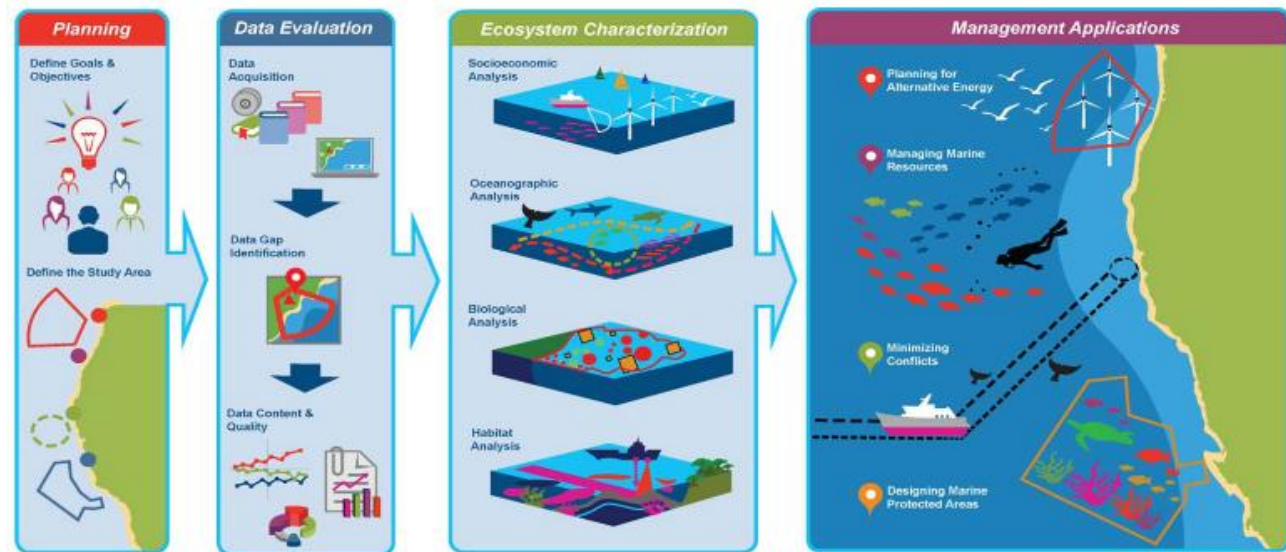 Planning
Define Goals &
Objectives
Define the Study Area
Data Evaluation
Data
Acquisition
Data Gap
Identification
Data Content &
Quality
Ecosystem Characterization
Socioeconomic
Analysis
Oceanographic
Analysis
Biological
Analysis
Habitat
Analysis
Management Applications
Planning for
Alternative Energy
Managing Marine
Resources
Minimizing
Conflicts
Designing Marine
Protected Areas